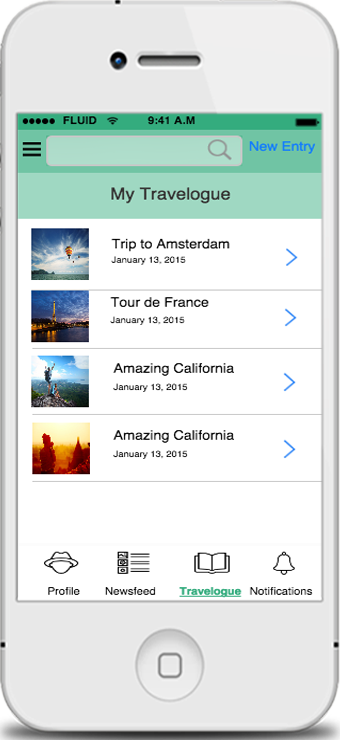 FLUID 9:41 A.M
New Entry
My Travelogue
Trip to Amsterdam
January 13, 2015
Tour de France
January 13, 2015
Amazing California
January 13, 2015
Amazing California
January 13, 2015
Profile Newsfeed Travelogue Notifications